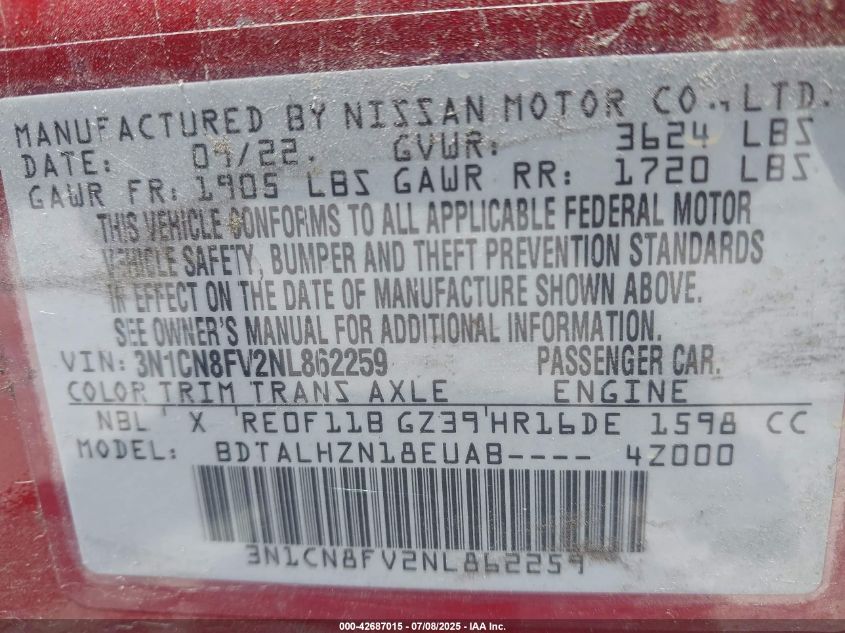 MANUFACTURED BY NISSAN MOTOR CO., LTD.
DATE: 07/22. GVWR: 3624 LBS
GAWR FR: 1905 LBS GAWR RR: 1720 LBS
THIS VEHICLE CONFORMS TO ALL APPLICABLE FEDERAL MOTOR
VEHICLE SAFETY, BUMPER AND THEFT PREVENTION STANDARDS
IN EFFECT ON THE DATE OF MANUFACTURE SHOWN ABOVE.
SEE OWNER'S MANUAL FOR ADDITIONAL INFORMATION.
VIN: 3N1CN8FV2NL862259 PASSENGER CAR.
COLOR TRIM TRANS AXLE ENGINE
NBL X RE0F11B GZ39 HR16DE 1598 CC
MODEL: BDTALHZN18EUAB---- 4Z000
3N1CN8FV2NL862259
000-42687015 - 07/08/2025 - IAA Inc.